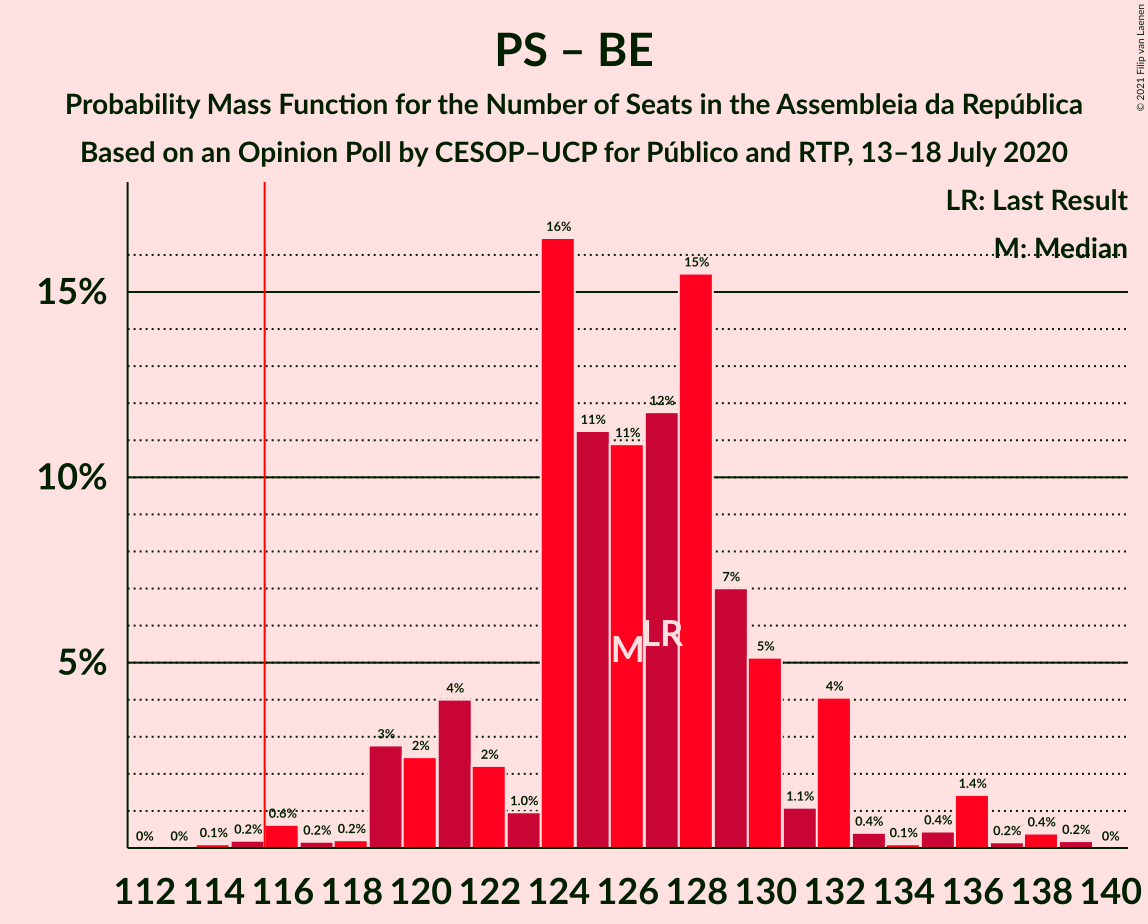 PS – BE
Probability Mass Function for the Number of Seats in the Assembleia da República
Based on an Opinion Poll by CESOP–UCP for Público and RTP, 13–18 July 2020
© 2021 Filip van Laenen
LR: Last Result
M: Median
15%
10%
5%
0% 0% 0.1% 0.2% 0.6% 0.2% 0.2% 3% 2% 4% 2% 1.0% 16% 11% 11% 12% 15% 7% 5% 1.1% 4% 0.4% 0.1% 0.4% 1.4% 0.2% 0.4% 0.2% 0%
M LR
112 114 116 118 120 122 124 126 128 130 132 134 136 138 140